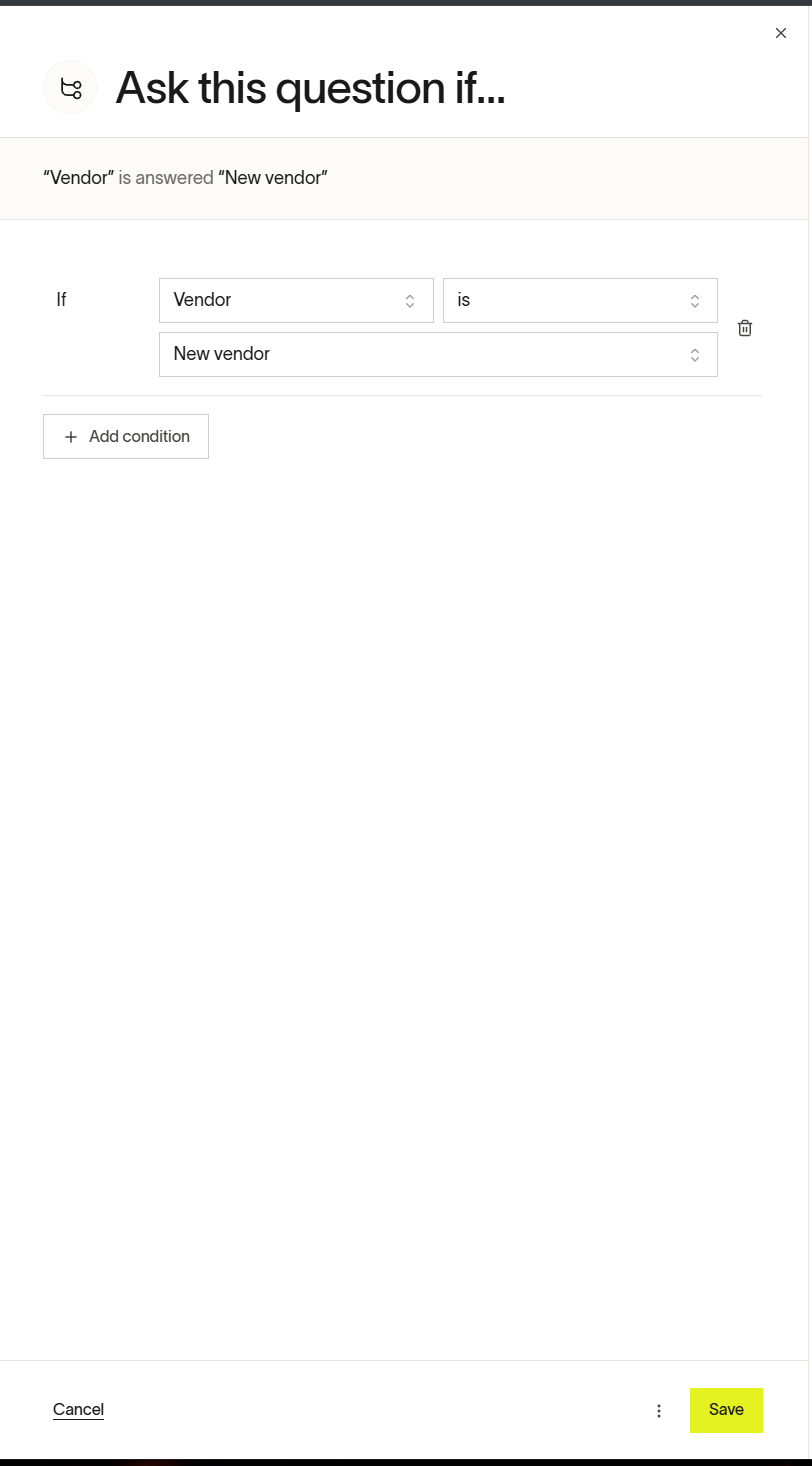 Ask this question if...
“Vendor” is answered “New vendor”
If
Vendor
is
New vendor
Add condition
Cancel
Save